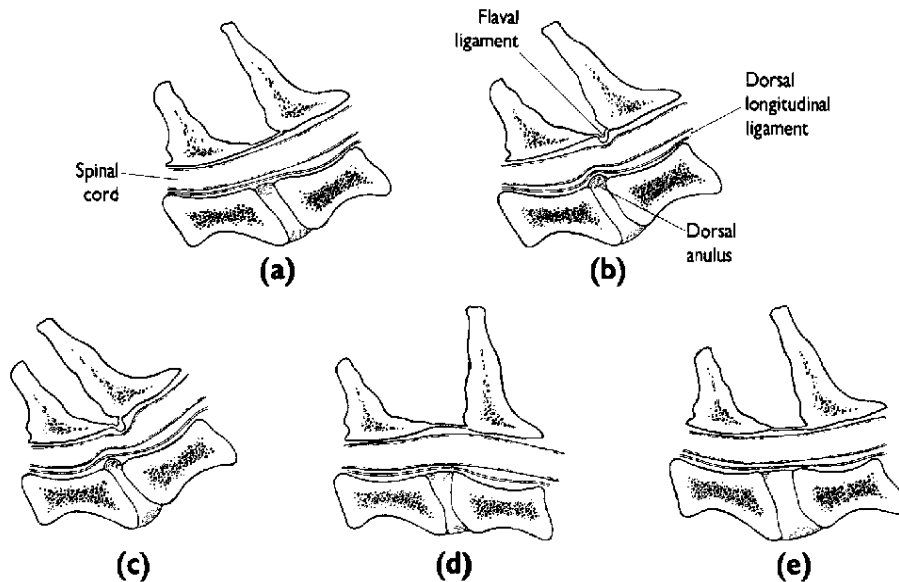 Flaval
ligament
Dorsal
longitudinal
ligament
Spinal
cord
Dorsal
anulus
(a)
(b)
(c)
(d)
(e)